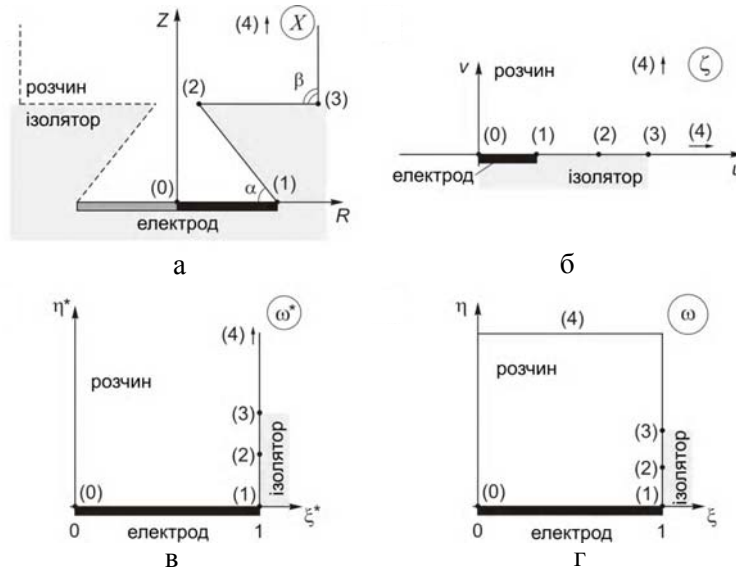 Z
(4)
X
розчин
ізолятор
(2)
β
(3)
(0)
α
(1)
електрод
R
а
v
розчин
(4)
ζ
(0)
(1)
(2)
(3)
(4)
електрод
ізолятор
u
б
η*
(4)
ω*
розчин
(3)
(2)
ізолятор
(0)
(1)
0
електрод
1
ξ*
в
η
(4)
ω
розчин
(3)
(2)
ізолятор
(0)
(1)
0
електрод
1
ξ
г